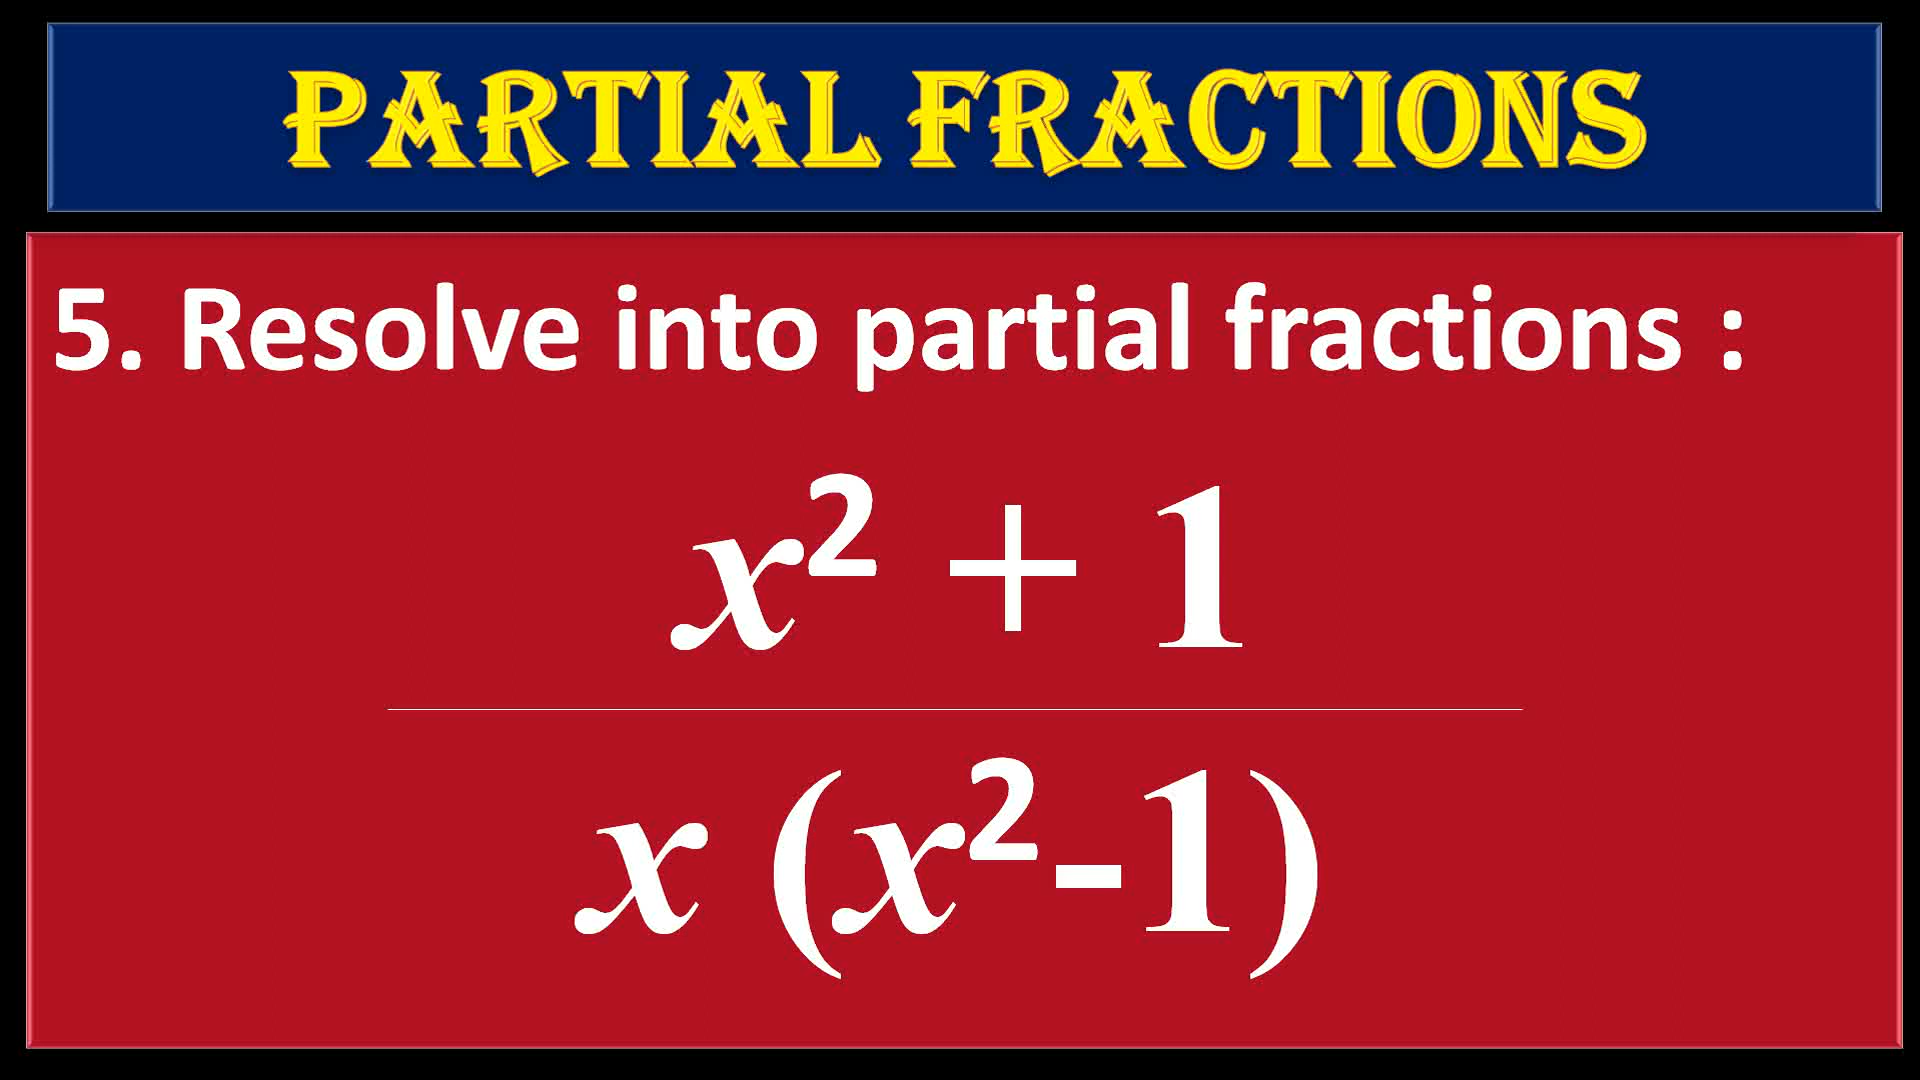 PARTIAL FRACTIONS
5. Resolve into partial fractions :
x² + 1
x (x²-1)